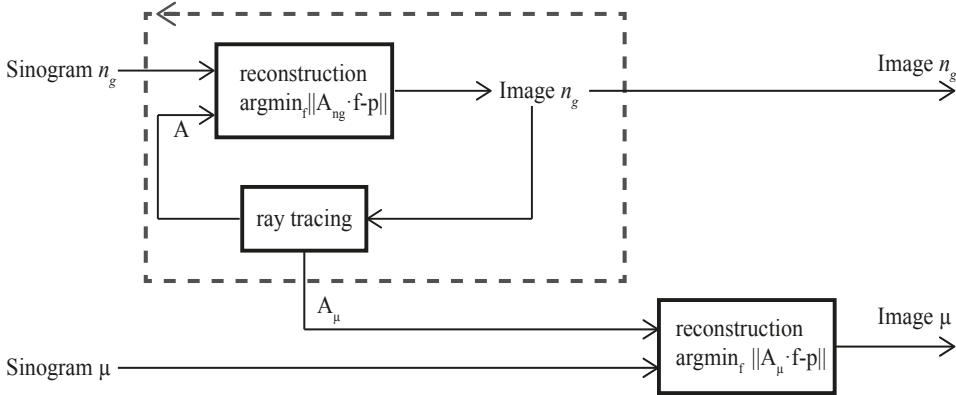 Sinogram n_g
reconstruction
argmin_f||A_ng·f-p||
Image n_g
Image n_g
A
ray tracing
A_μ
Sinogram μ
reconstruction
argmin_f ||A_μ·f-p||
Image μ